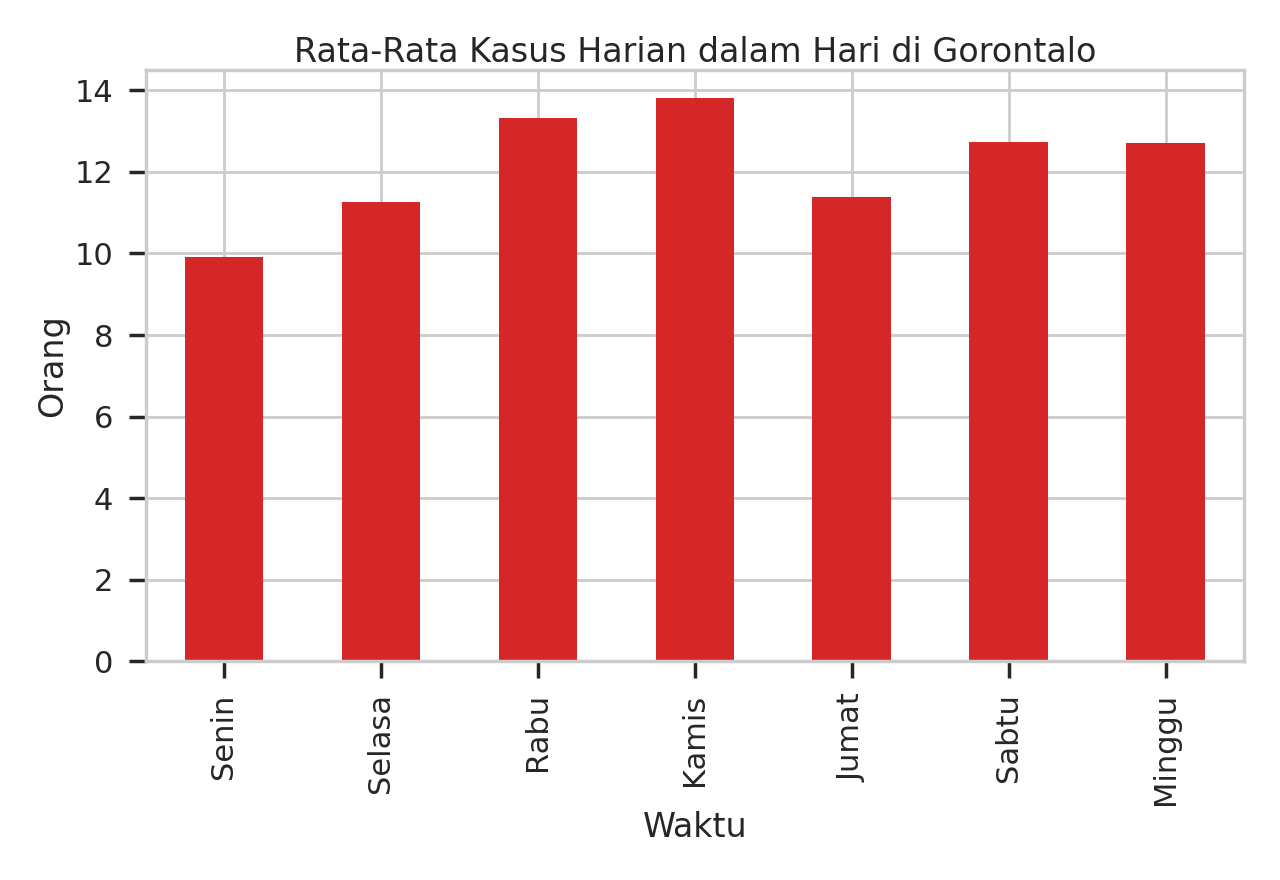 Rata-Rata Kasus Harian dalam Hari di Gorontalo
14
12
10
8
6
4
2
0
Orang
Senin
Selasa
Rabu
Kamis
Jumat
Sabtu
Minggu
Waktu